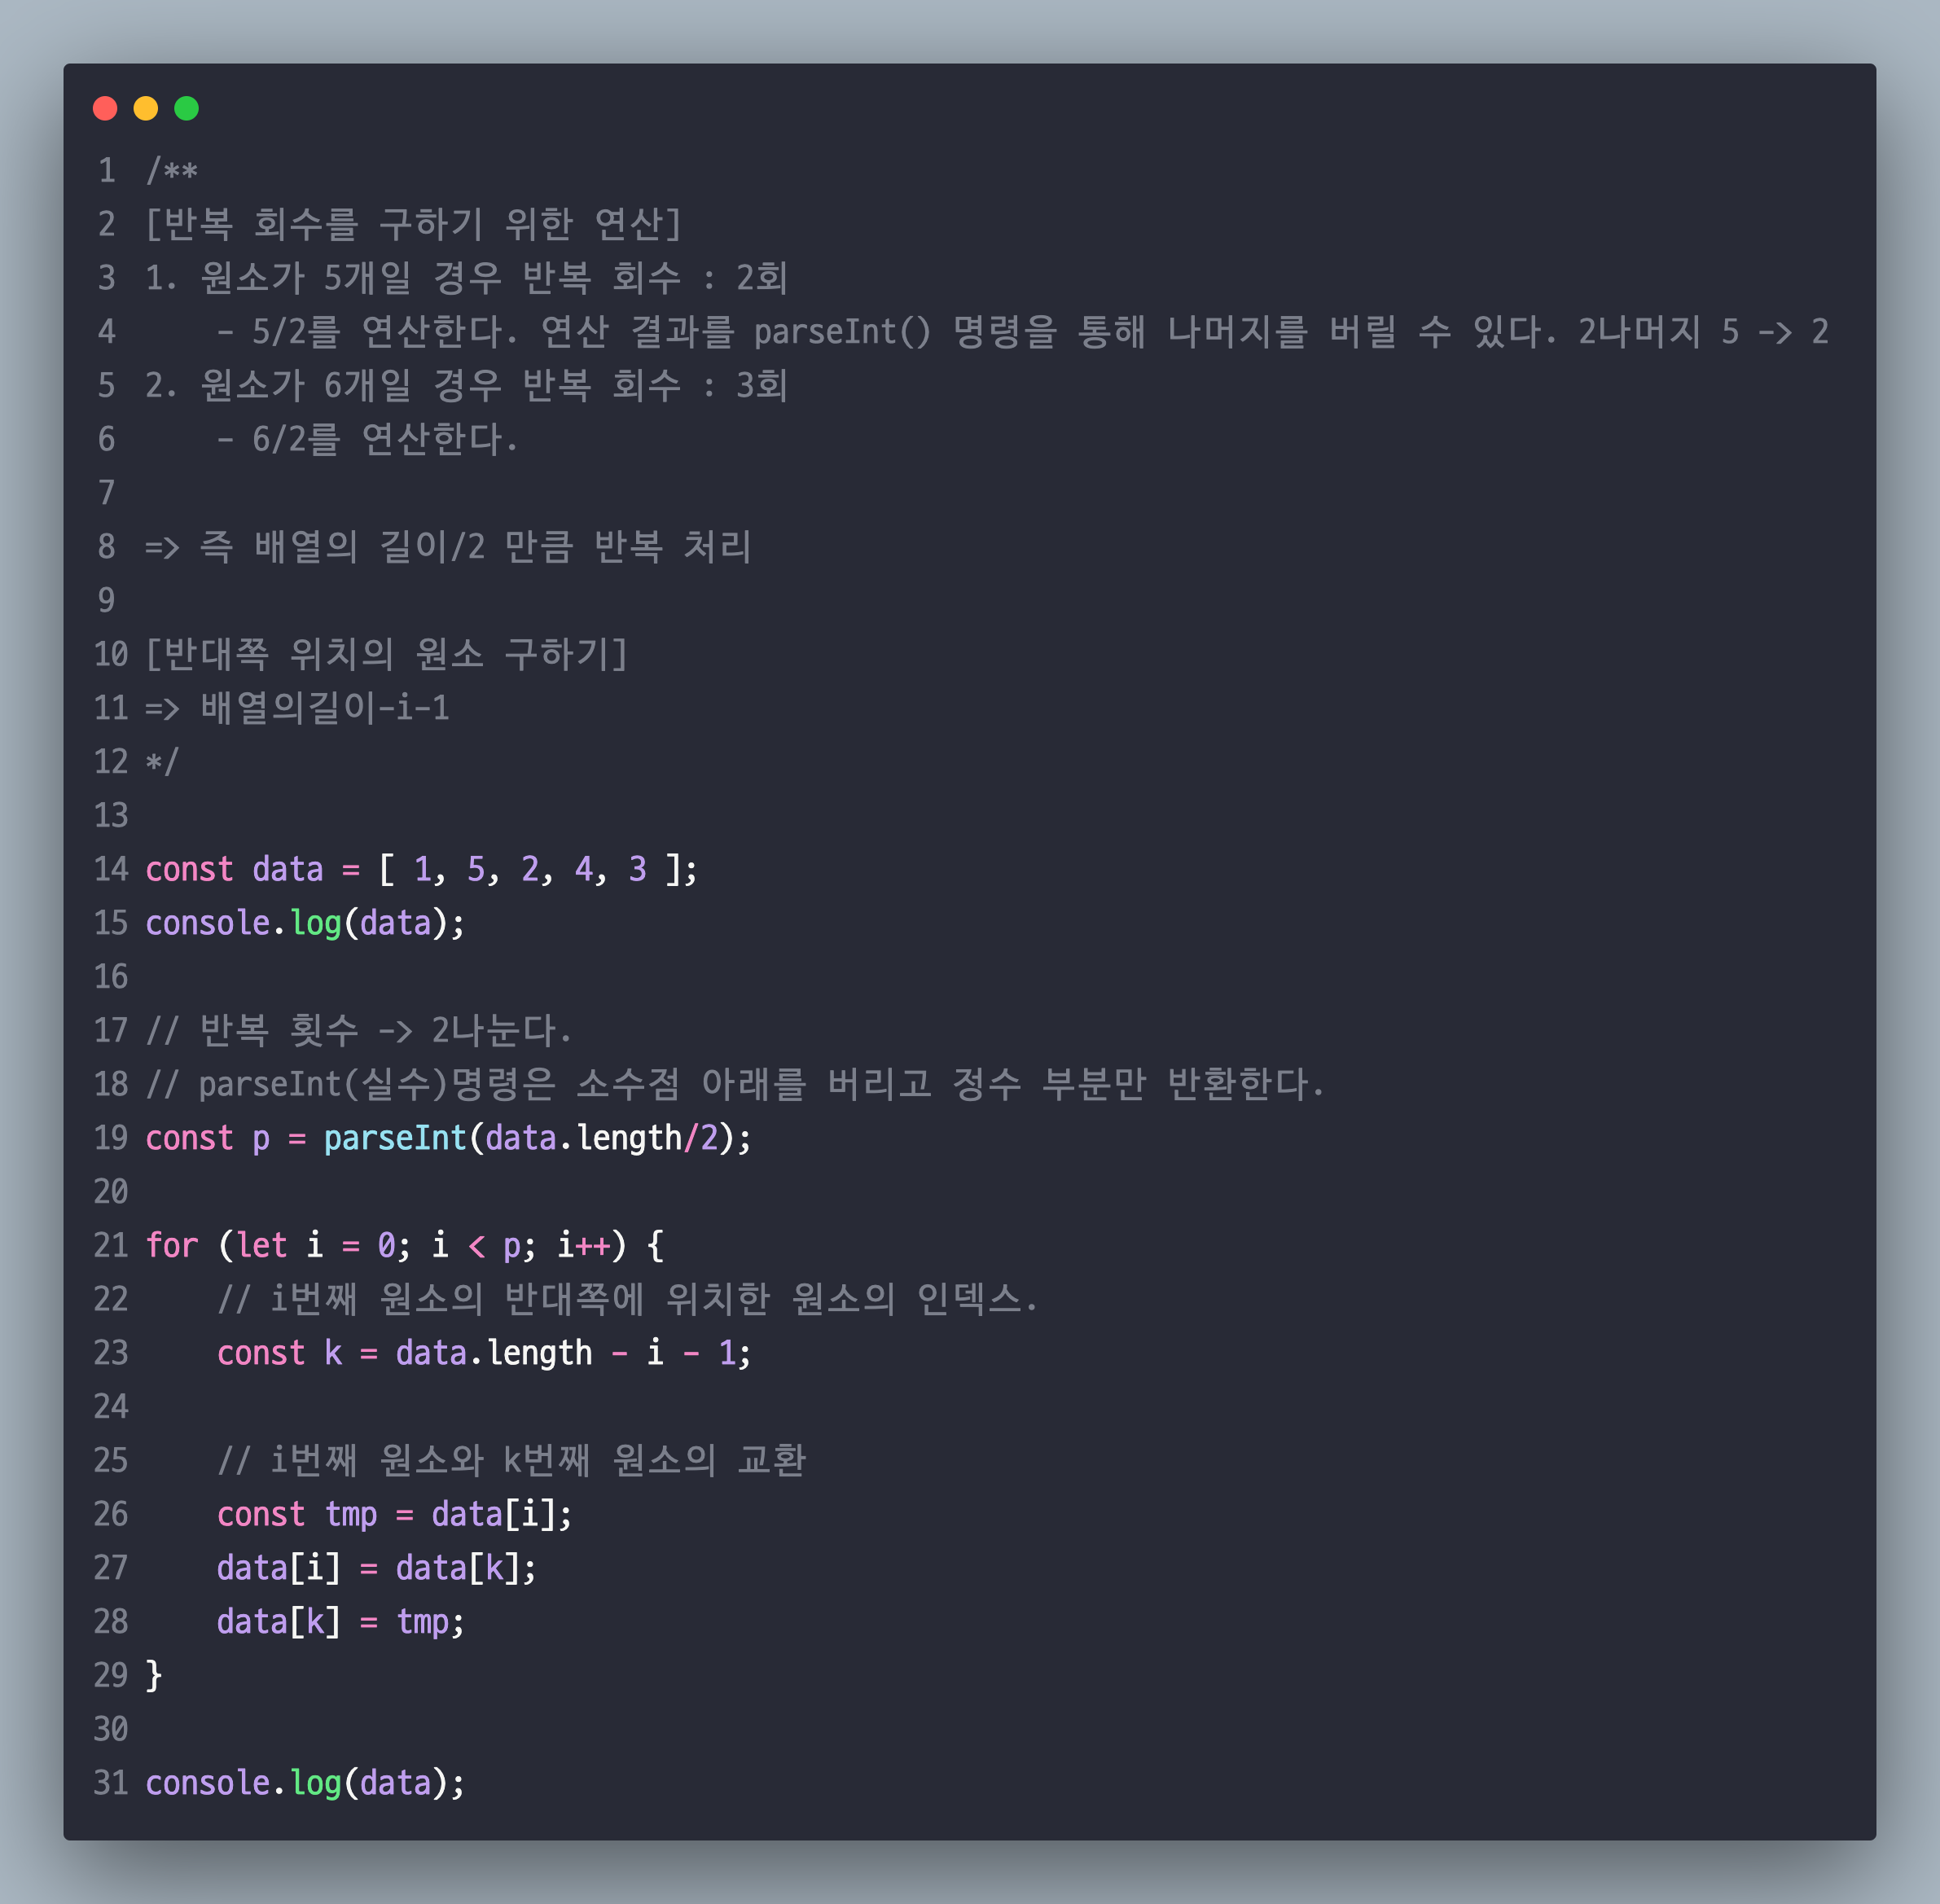 1 /**
2 [반복 회수를 구하기 위한 연산]
3 1. 원소가 5개일 경우 반복 회수 : 2회
4     - 5/2를 연산한다. 연산 결과를 parseInt() 명령을 통해 나머지를 버릴 수 있다. 2나머지 5 -> 2
5 2. 원소가 6개일 경우 반복 회수 : 3회
6     - 6/2를 연산한다.
7
8 => 즉 배열의 길이/2 만큼 반복 처리
9
10 [반대쪽 위치의 원소 구하기]
11 => 배열의길이-i-1
12 */
13
14 const data = [ 1, 5, 2, 4, 3 ];
15 console.log(data);
16
17 // 반복 횟수 -> 2나눈다.
18 // parseInt(실수)명령은 소수점 아래를 버리고 정수 부분만 반환한다.
19 const p = parseInt(data.length/2);
20
21 for (let i = 0; i < p; i++) {
22     // i번째 원소의 반대쪽에 위치한 원소의 인덱스.
23     const k = data.length - i - 1;
24
25     // i번째 원소와 k번째 원소의 교환
26     const tmp = data[i];
27     data[i] = data[k];
28     data[k] = tmp;
29 }
30
31 console.log(data);